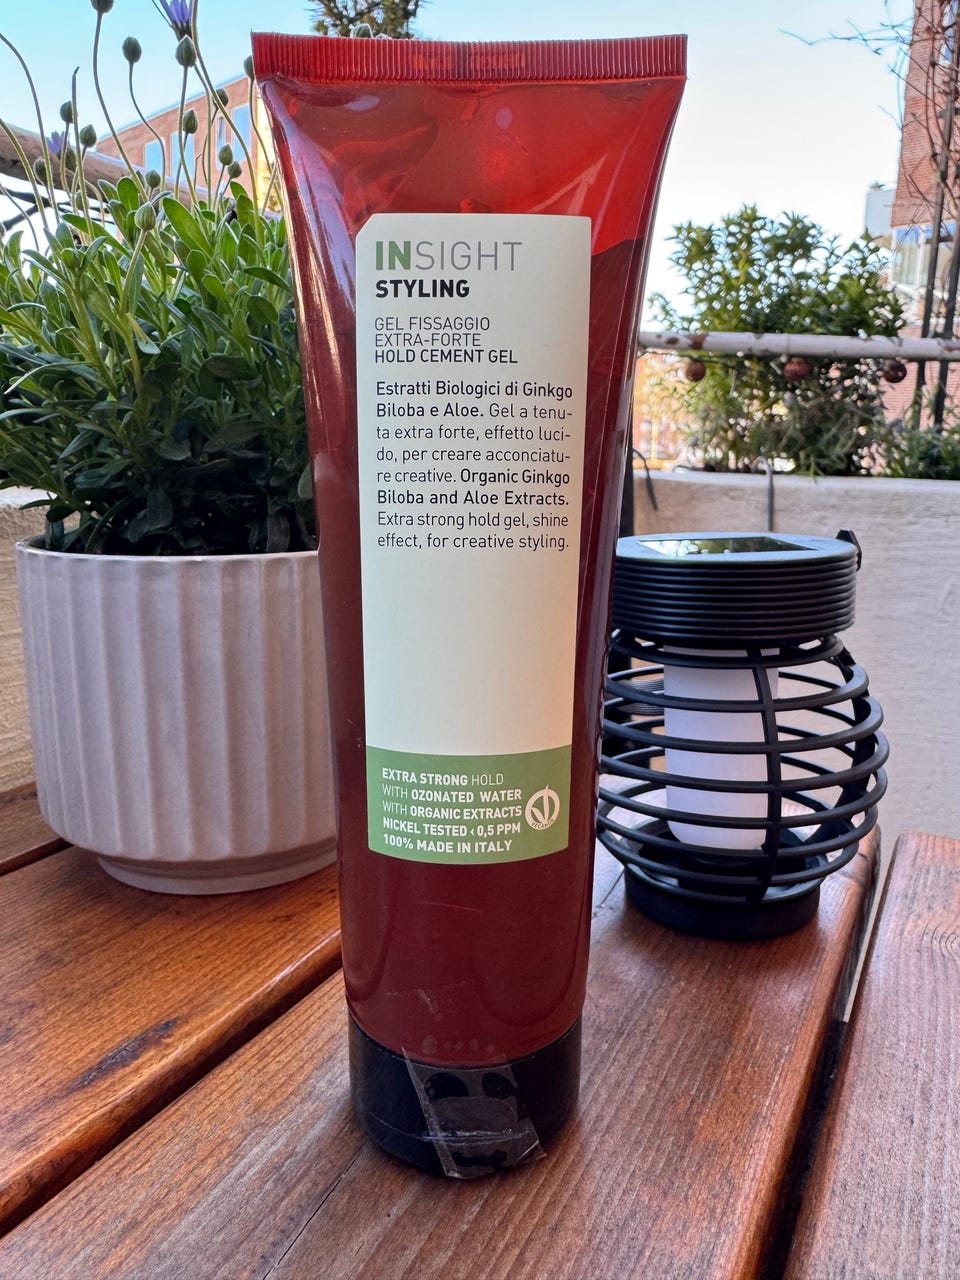 INSIGHT
STYLING
GEL FISSAGGIO
EXTRA-FORTE
HOLD CEMENT GEL
Estratti Biologici di Ginkgo
Biloba e Aloe. Gel a tenu-
ta extra forte, effetto luci-
do, per creare acconciatu-
re creative. Organic Ginkgo
Biloba and Aloe Extracts.
Extra strong hold gel, shine
effect, for creative styling.
EXTRA STRONG HOLD
WITH OZONATED WATER
WITH ORGANIC EXTRACTS
NICKEL TESTED <0,5 PPM
100% MADE IN ITALY
VEGANOK